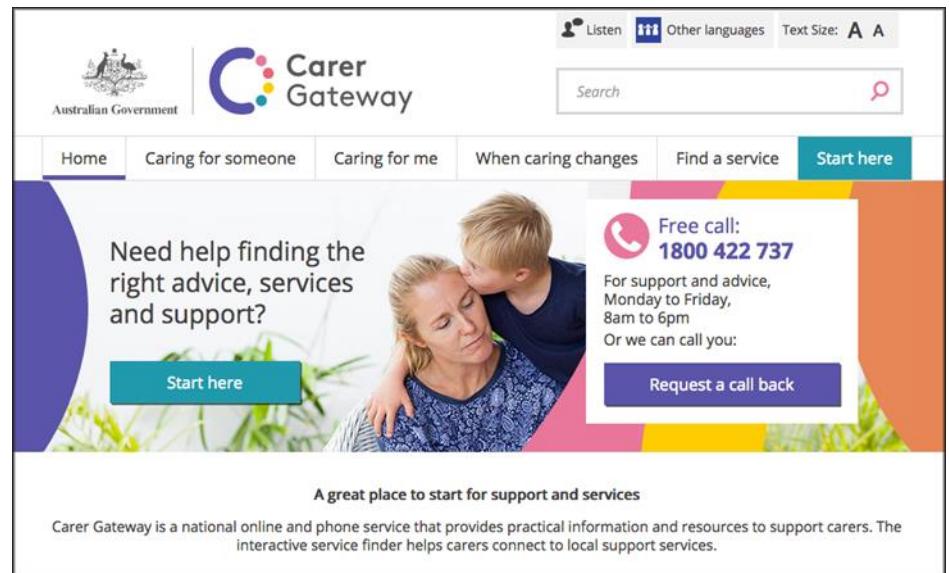 Listen
Other languages
Text Size: A A
Australian Government
Carer
Gateway
Search
Home
Caring for someone
Caring for me
When caring changes
Find a service
Start here
Need help finding the
right advice, services
and support?
Start here
Free call:
1800 422 737
For support and advice,
Monday to Friday,
8am to 6pm
Or we can call you:
Request a call back
A great place to start for support and services
Carer Gateway is a national online and phone service that provides practical information and resources to support carers. The
interactive service finder helps carers connect to local support services.